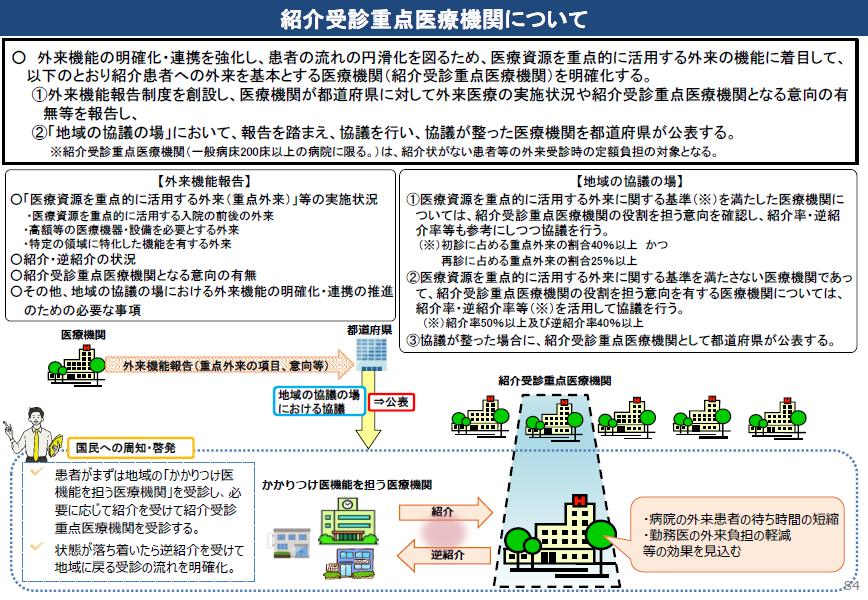 紹介受診重点医療機関について
○　外来機能の明確化・連携を強化し、患者の流れの円滑化を図るため、医療資源を重点的に活用する外来の機能に着目して、
以下のとおり紹介患者への外来を基本とする医療機関（紹介受診重点医療機関）を明確化する。
①外来機能報告制度を創設し、医療機関が都道府県に対して外来医療の実施状況や紹介受診重点医療機関となる意向の有
無等を報告し、
②「地域の協議の場」において、報告を踏まえ、協議を行い、協議が整った医療機関を都道府県が公表する。
※紹介受診重点医療機関（一般病床200床以上の病院に限る。）は、紹介状がない患者等の外来受診時の定額負担の対象となる。
【外来機能報告】
○「医療資源を重点的に活用する外来（重点外来）」等の実施状況
・医療資源を重点的に活用する入院の前後の外来
・高額等の医療機器・設備を必要とする外来
・特定の領域に特化した機能を有する外来
○紹介・逆紹介の状況
○紹介受診重点医療機関となる意向の有無
○その他、地域の協議の場における外来機能の明確化・連携の推進
のための必要な事項
【地域の協議の場】
①医療資源を重点的に活用する外来に関する基準（※）を満たした医療機関に
ついては、紹介受診重点医療機関の役割を担う意向を確認し、紹介率・逆紹
介率等も参考にしつつ協議を行う。
（※）初診に占める重点外来の割合40％以上　かつ
再診に占める重点外来の割合25％以上
②医療資源を重点的に活用する外来に関する基準を満たさない医療機関であっ
て、紹介受診重点医療機関の役割を担う意向を有する医療機関については、
紹介率・逆紹介率等（※）を活用して協議を行う。
（※）紹介率50％以上及び逆紹介率40％以上
③協議が整った場合に、紹介受診重点医療機関として都道府県が公表する。
医療機関
外来機能報告（重点外来の項目、意向等）
都道府県
地域の協議の場
における協議
⇒公表
紹介受診重点医療機関
H
H
H
H
H
H
国民への周知・啓発
患者がまずは地域の「かかりつけ医
機能を担う医療機関」を受診し、必
要に応じて紹介を受けて紹介受診
重点医療機関を受診する。
状態が落ち着いたら逆紹介を受けて
地域に戻る受診の流れを明確化。
かかりつけ医機能を担う医療機関
紹介
逆紹介
H
・病院の外来患者の待ち時間の短縮
・勤務医の外来負担の軽減
等の効果を見込む
84